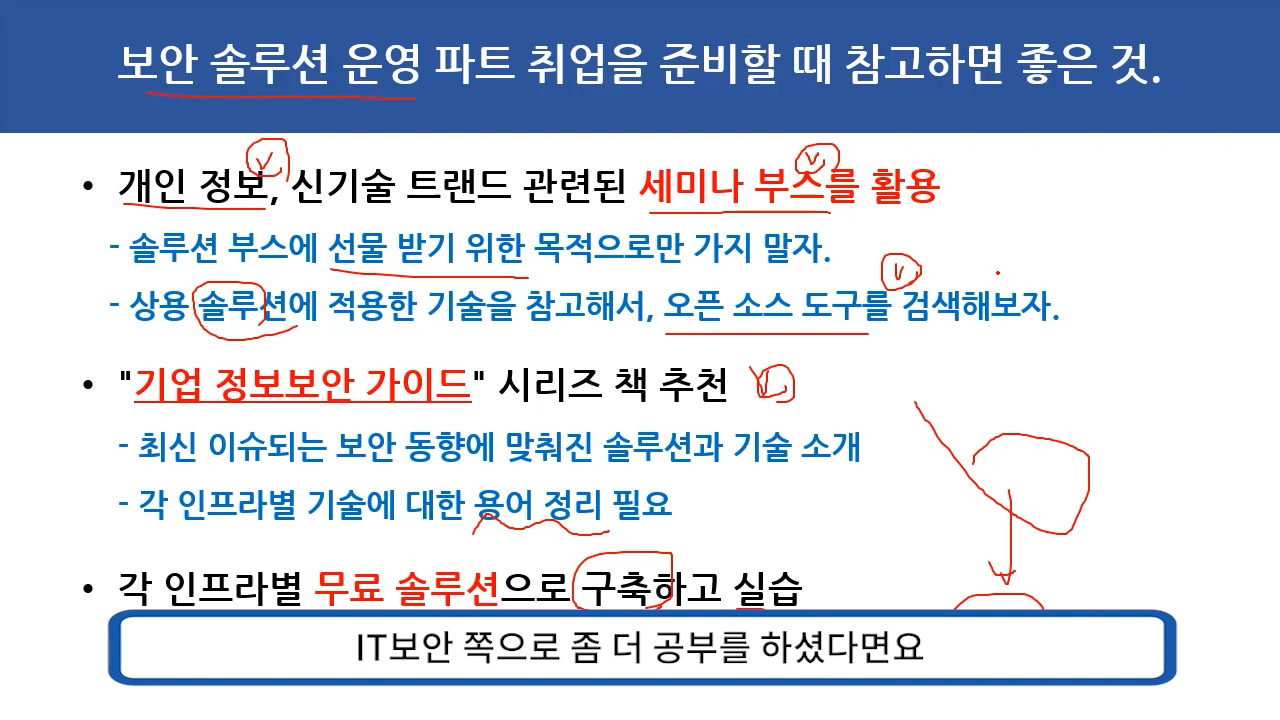 보안 솔루션 운영 파트 취업을 준비할 때 참고하면 좋은 것.
• 개인 정보, 신기술 트랜드 관련된 세미나 부스를 활용
- 솔루션 부스에 선물 받기 위한 목적으로만 가지 말자.
- 상용 솔루션에 적용한 기술을 참고해서, 오픈 소스 도구를 검색해보자.
• "기업 정보보안 가이드" 시리즈 책 추천
- 최신 이슈되는 보안 동향에 맞춰진 솔루션과 기술 소개
- 각 인프라별 기술에 대한 용어 정리 필요
• 각 인프라별 무료 솔루션으로 구축하고 실습
IT보안 쪽으로 좀 더 공부를 하셨다면요